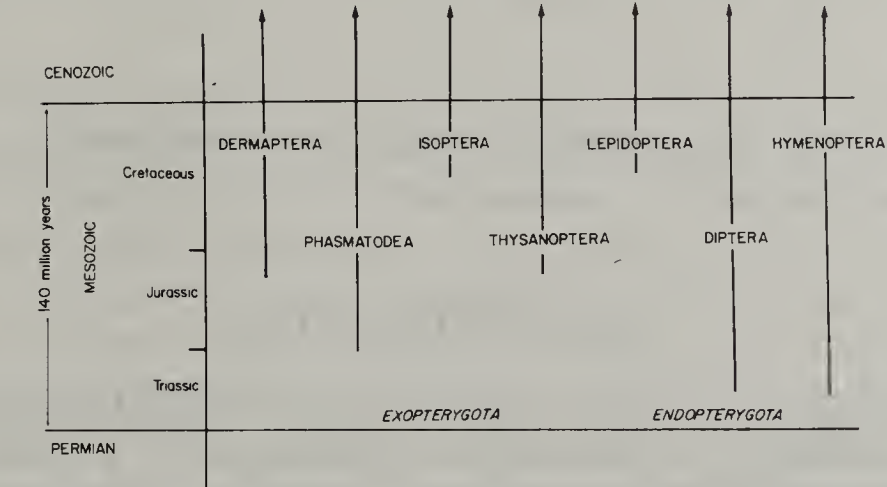 CENOZOIC
DERMAPTERA ISOPTERA LEPIDOPTERA HYMENOPTERA
Cretaceous
PHASMATODEA THYSANOPTERA DIPTERA
140 million years
MESOZOIC
Jurassic
Triassic
EXOPTERYGOTA ENDOPTERYGOTA
PERMIAN